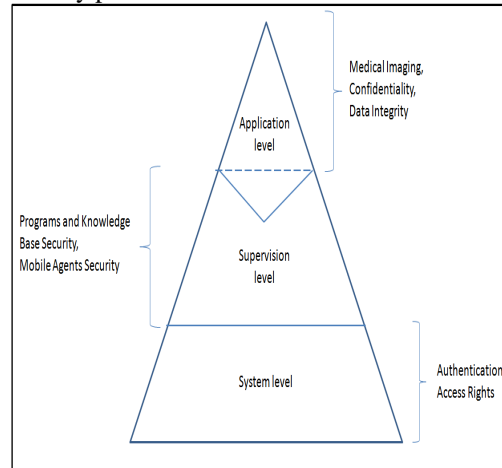 Medical Imaging,
Confidentiality,
Data Integrity
Application
level
Programs and Knowledge
Base Security,
Mobile Agents Security
Supervision
level
System level
Authentication
Access Rights